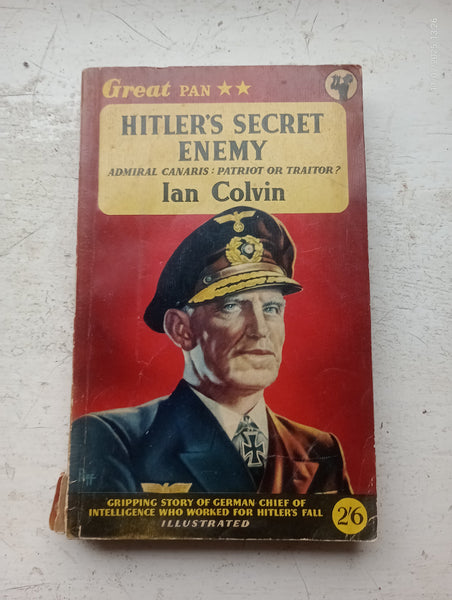 Great PAN ★★
HITLER'S SECRET
ENEMY
ADMIRAL CANARIS: PATRIOT OR TRAITOR?
Ian Colvin
GRIPPING STORY OF GERMAN CHIEF OF
INTELLIGENCE WHO WORKED FOR HITLER'S FALL
ILLUSTRATED
2/6